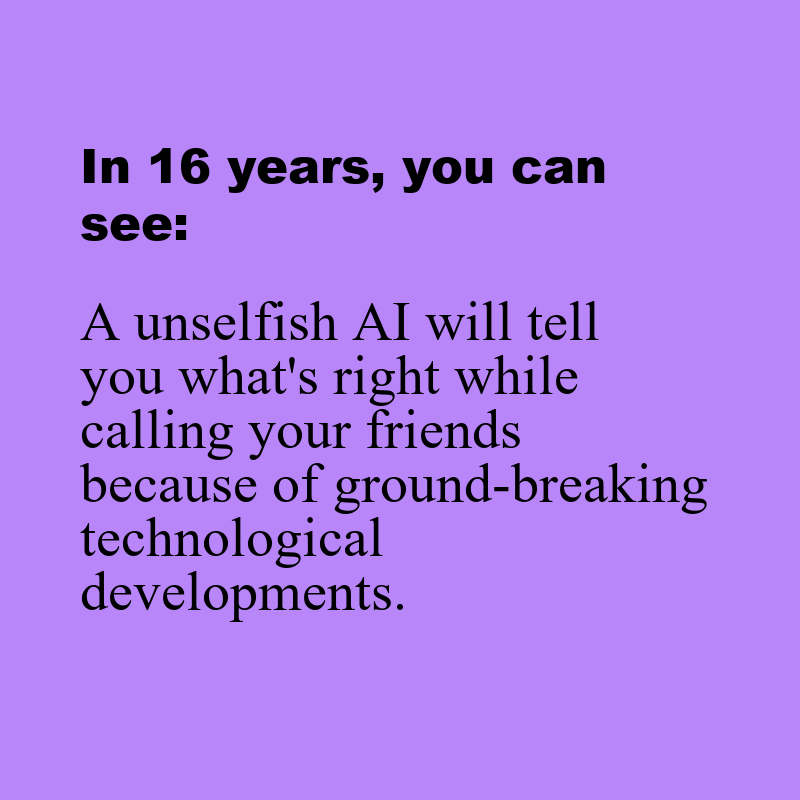 In 16 years, you can
see:
A unselfish AI will tell
you what's right while
calling your friends
because of ground-breaking
technological
developments.